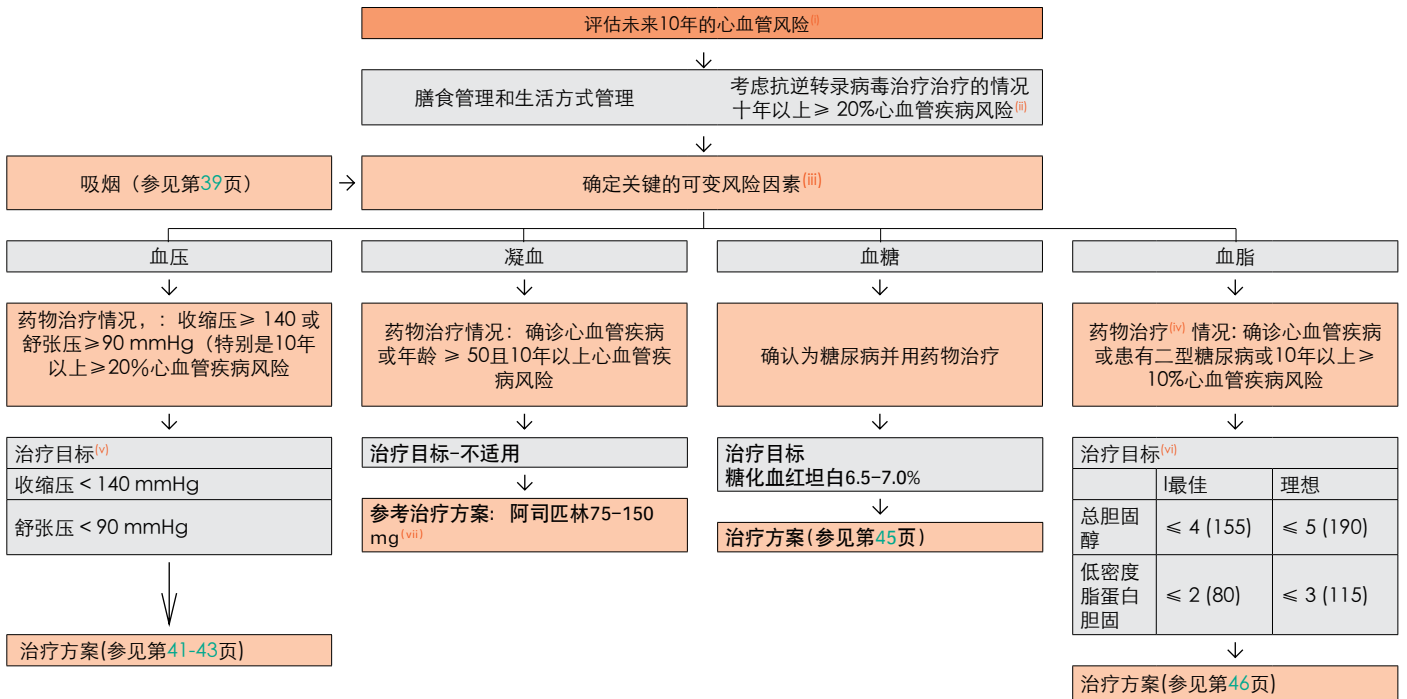 评估未来10年的心血管风险(i)
膳食管理和生活方式管理
考虑抗逆转录病毒治疗治疗的情况
十年以上≥ 20%心血管疾病风险(ii)
吸烟（参见第39页）
确定关键的可变风险因素(iii)
血压
凝血
血糖
血脂
药物治疗情况，: 收缩压≥ 140 或
舒张压≥90 mmHg（特别是10年
以上≥20%心血管疾病风险
药物治疗情况：确诊心血管疾病
或年龄 ≥ 50且10年以上心血管疾
病风险
确认为糖尿病并用药物治疗
药物治疗(iv) 情况: 确诊心血管疾病
或患有二型糖尿病或10年以上≥
10%心血管疾病风险
治疗目标(v)
收缩压 < 140 mmHg
舒张压 < 90 mmHg
治疗方案(参见第41-43页)
治疗目标-不适用
参考治疗方案: 阿司匹林75-150
mg(vii)
治疗目标
糖化血红坦白6.5-7.0%
治疗方案(参见第45页)
治疗目标(vi)
l最佳 理想
总胆固
醇
≤ 4 (155) ≤ 5 (190)
低密度
脂蛋白
胆固
≤ 2 (80) ≤ 3 (115)
治疗方案(参见第46页)